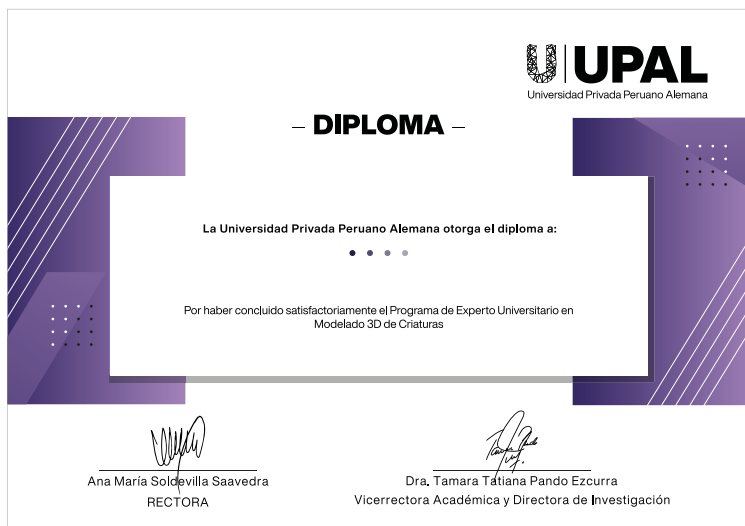 UPAL
Universidad Privada Peruano Alemana
– DIPLOMA –
La Universidad Privada Peruano Alemana otorga el diploma a:
Por haber concluido satisfactoriamente el Programa de Experto Universitario en
Modelado 3D de Criaturas
Ana María Soldevilla Saavedra
RECTORA
Dra. Tamara Tatiana Pando Ezcurra
Vicerrectora Académica y Directora de Investigación